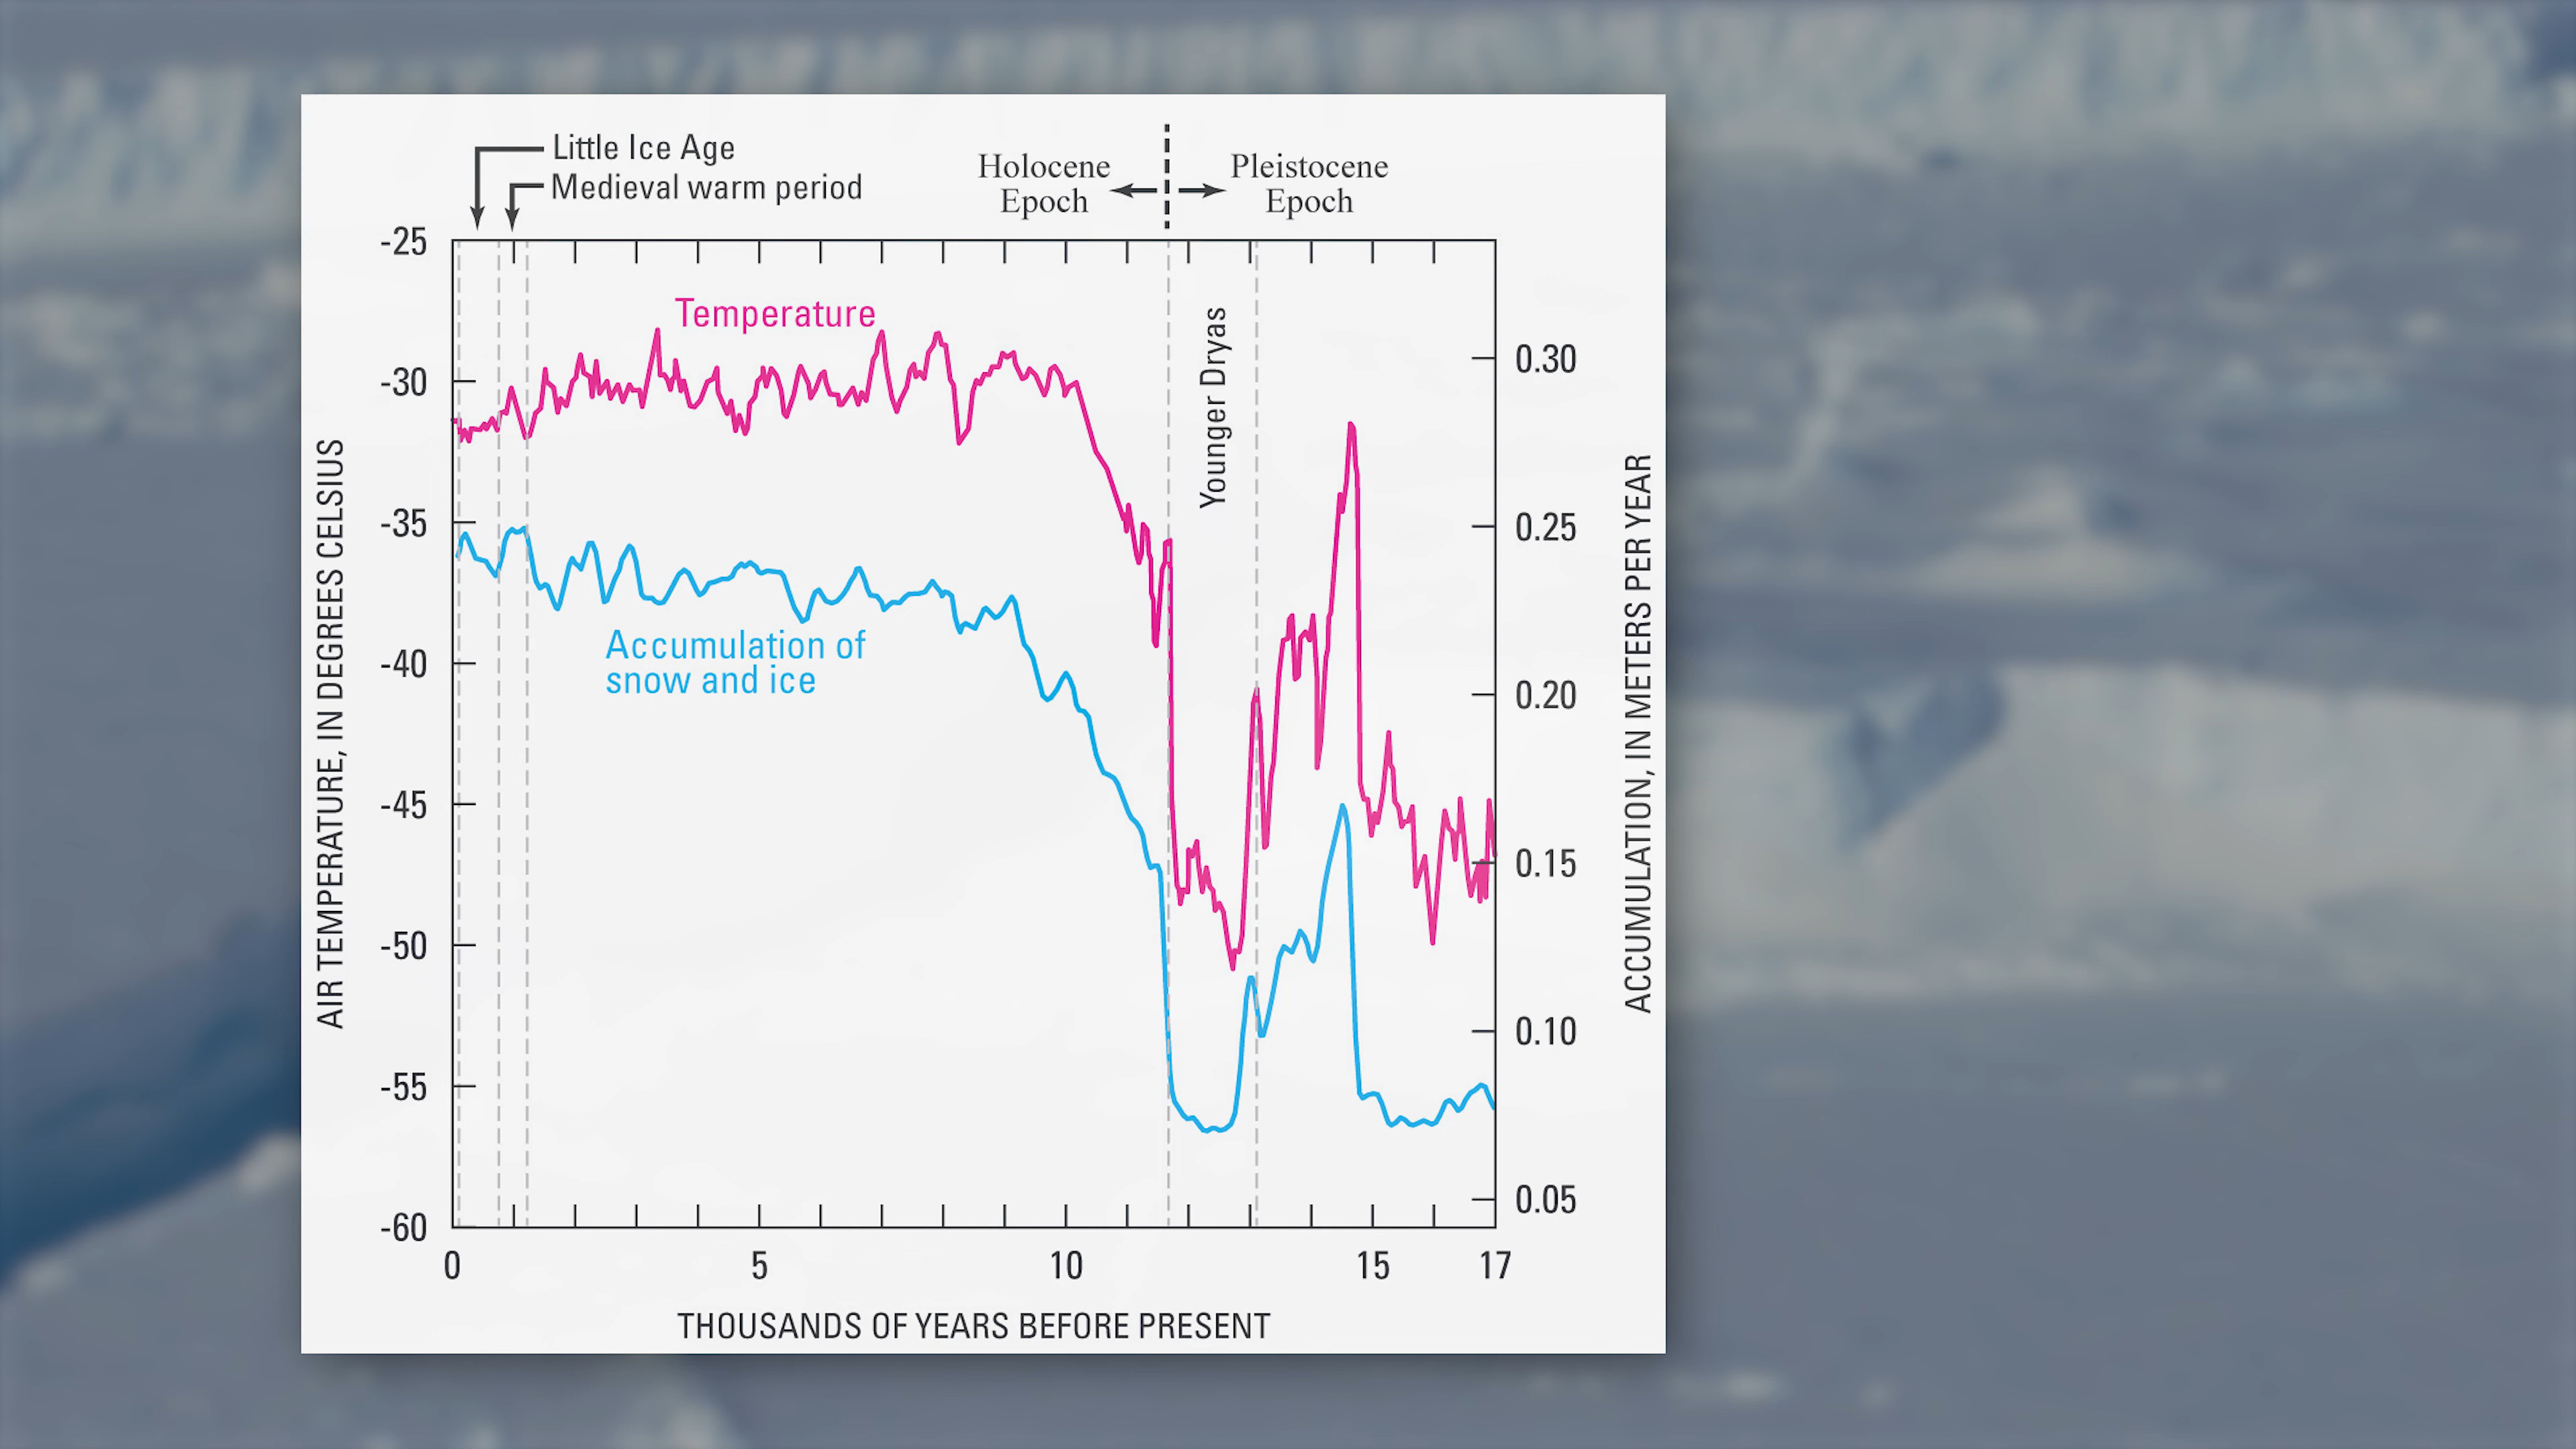 Little Ice Age
Medieval warm period
Holocene
Epoch
Pleistocene
Epoch
-25
-30
-35
-40
-45
-50
-55
-60
AIR TEMPERATURE, IN DEGREES CELSIUS
Temperature
Accumulation of
snow and ice
Younger Dryas
0.30
0.25
0.20
0.15
0.10
0.05
ACCUMULATION, IN METERS PER YEAR
0 5 10 15 17
THOUSANDS OF YEARS BEFORE PRESENT